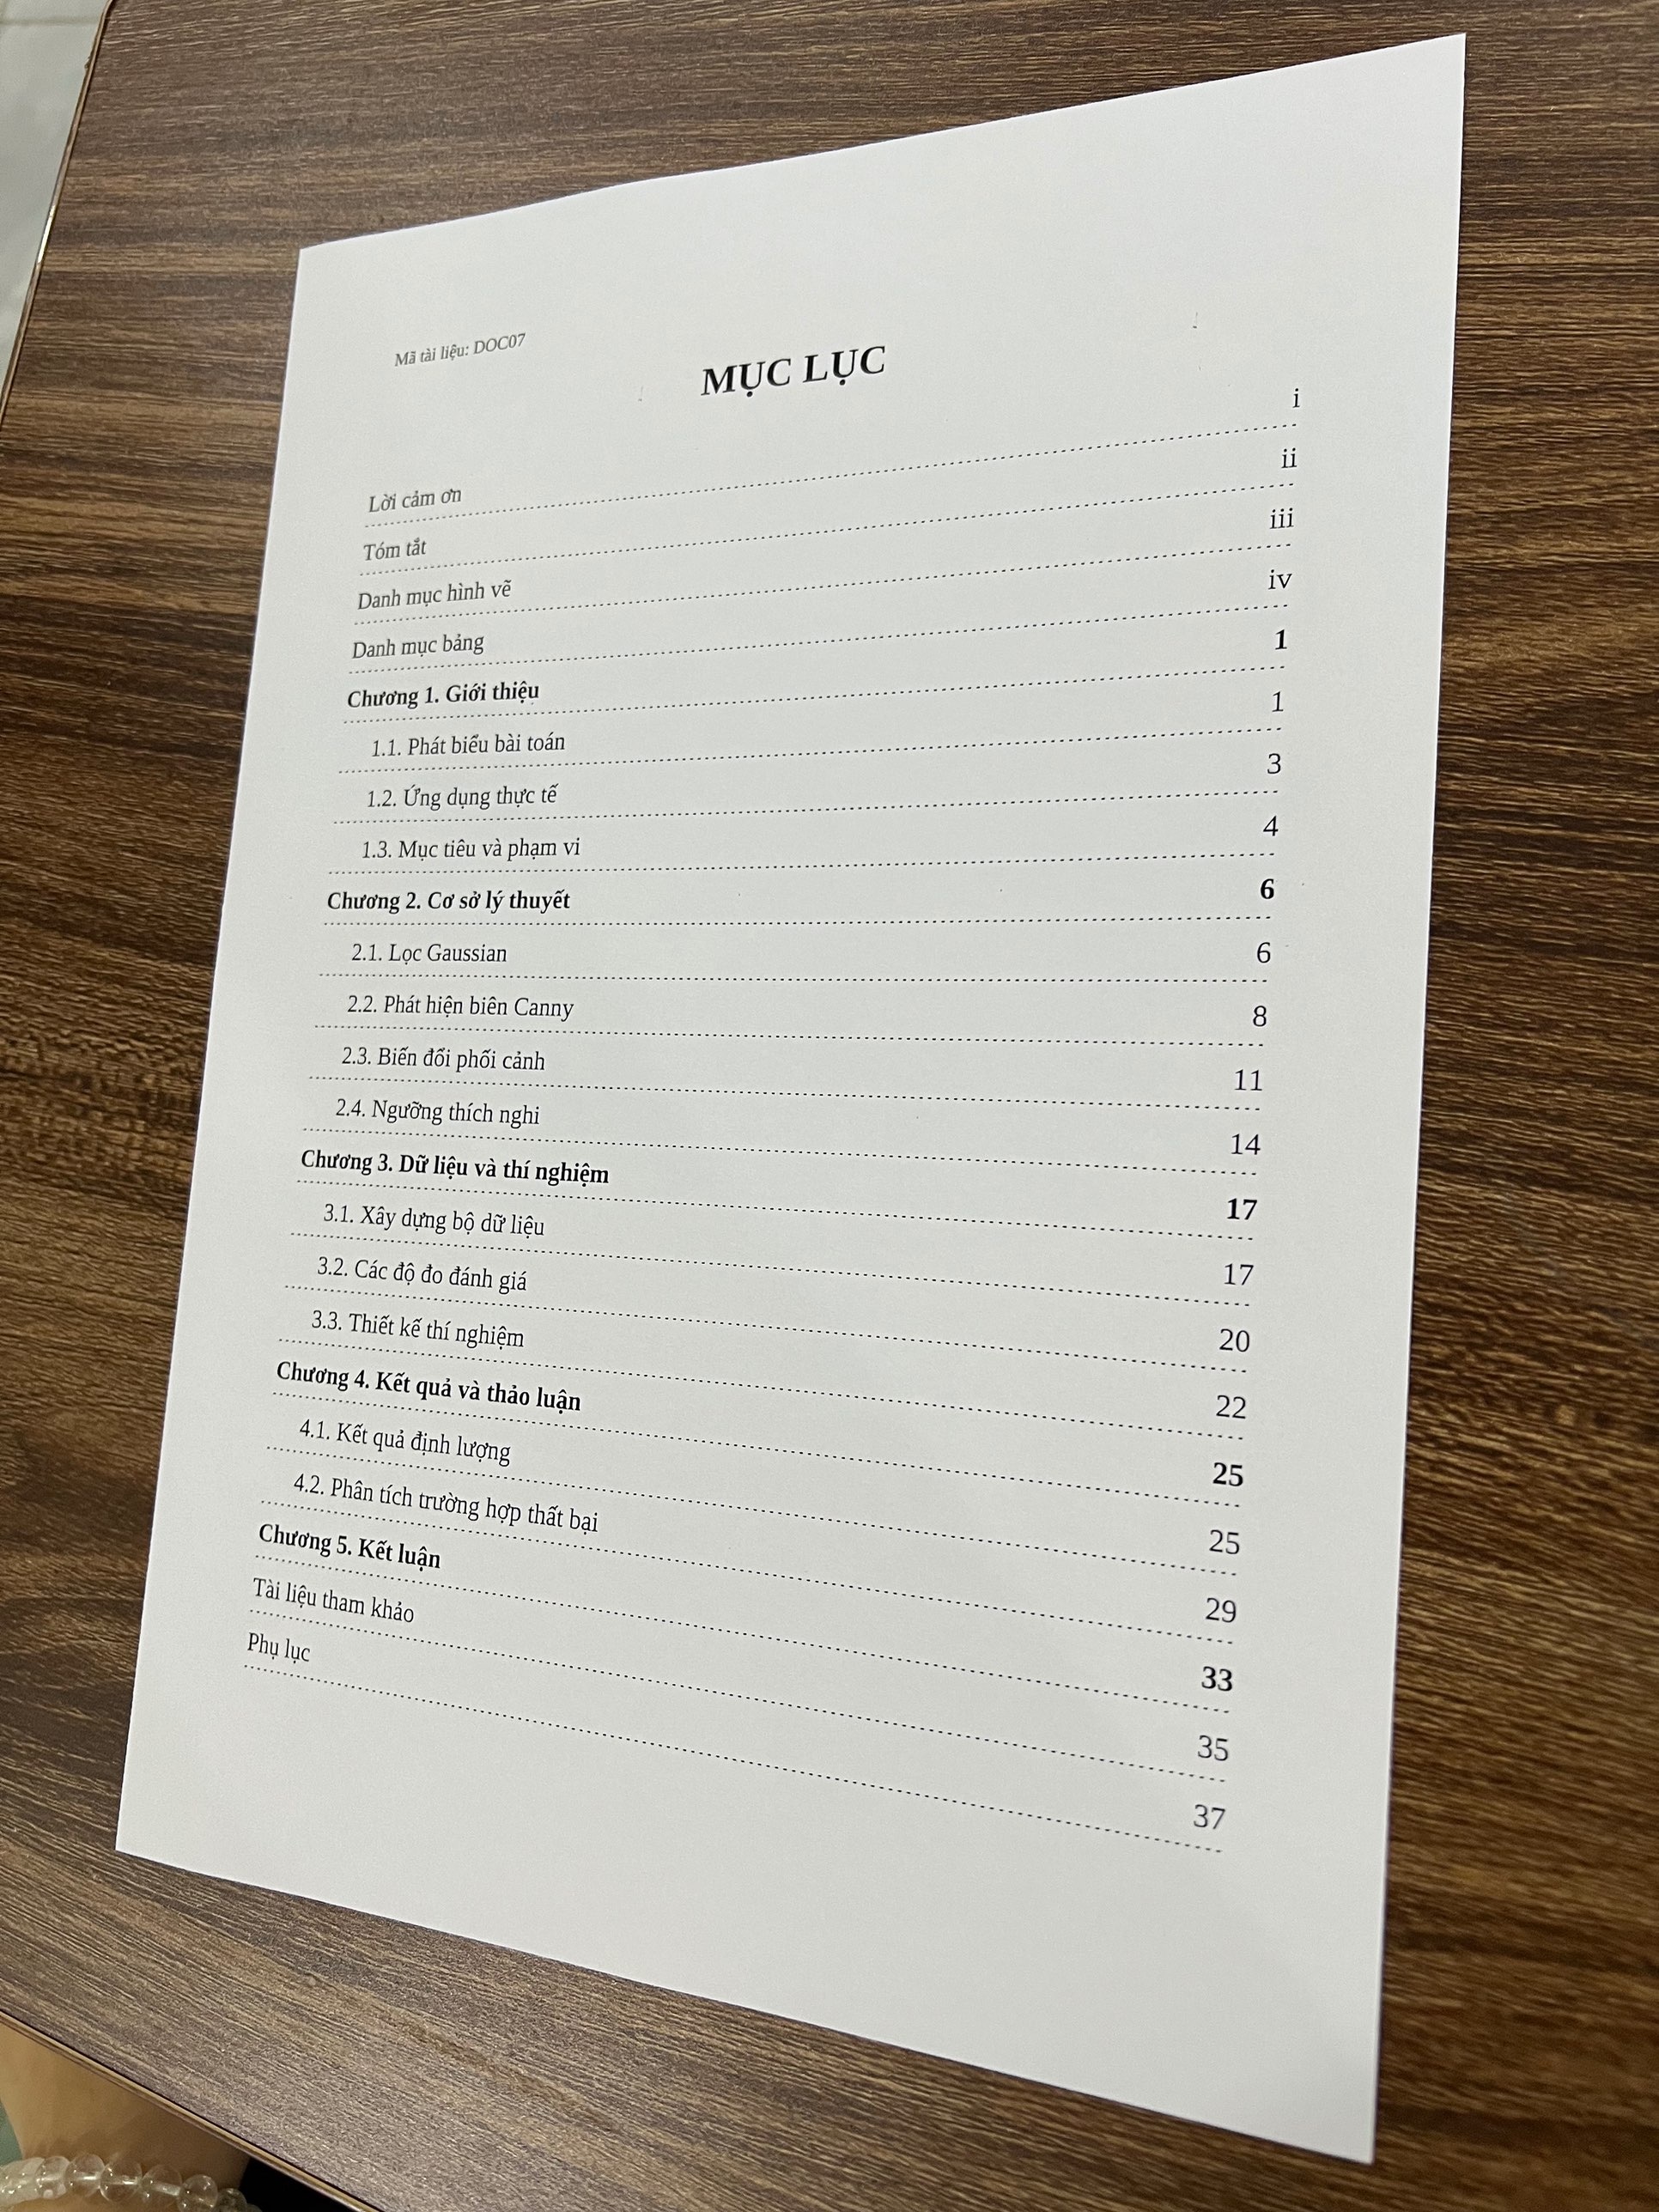 Mã tài liệu: DOC07
MỤC LỤC
Lời cảm ơn i
Tóm tắt ii
Danh mục hình vẽ iii
Danh mục bảng iv
Chương 1. Giới thiệu 1
1.1. Phát biểu bài toán 1
1.2. Ứng dụng thực tế 3
1.3. Mục tiêu và phạm vi 4
Chương 2. Cơ sở lý thuyết 6
2.1. Lọc Gaussian 6
2.2. Phát hiện biên Canny 8
2.3. Biến đổi phối cảnh 11
2.4. Ngưỡng thích nghi 14
Chương 3. Dữ liệu và thí nghiệm 17
3.1. Xây dựng bộ dữ liệu 17
3.2. Các độ đo đánh giá 20
3.3. Thiết kế thí nghiệm 22
Chương 4. Kết quả và thảo luận 25
4.1. Kết quả định lượng 25
4.2. Phân tích trường hợp thất bại 29
Chương 5. Kết luận 33
Tài liệu tham khảo 35
Phụ lục 37